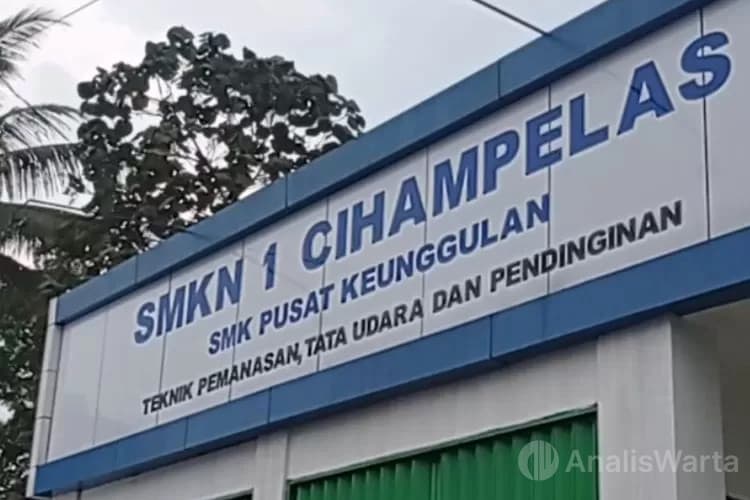 SMKN 1 CIHAMPELAS
SMK PUSAT KEUNGGULAN
TEKNIK PEMANASAN, TATA UDARA DAN PENDINGINAN
AnalisWarta